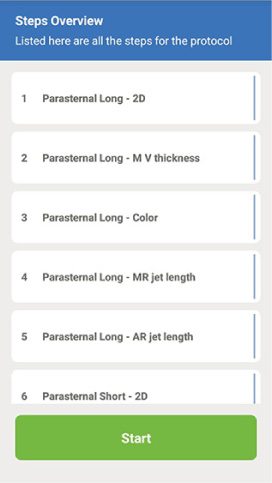 Steps Overview
Listed here are all the steps for the protocol
1 Parasternal Long - 2D
2 Parasternal Long - M V thickness
3 Parasternal Long - Color
4 Parasternal Long - MR jet length
5 Parasternal Long - AR jet length
6 Parasternal Short - 2D
Start